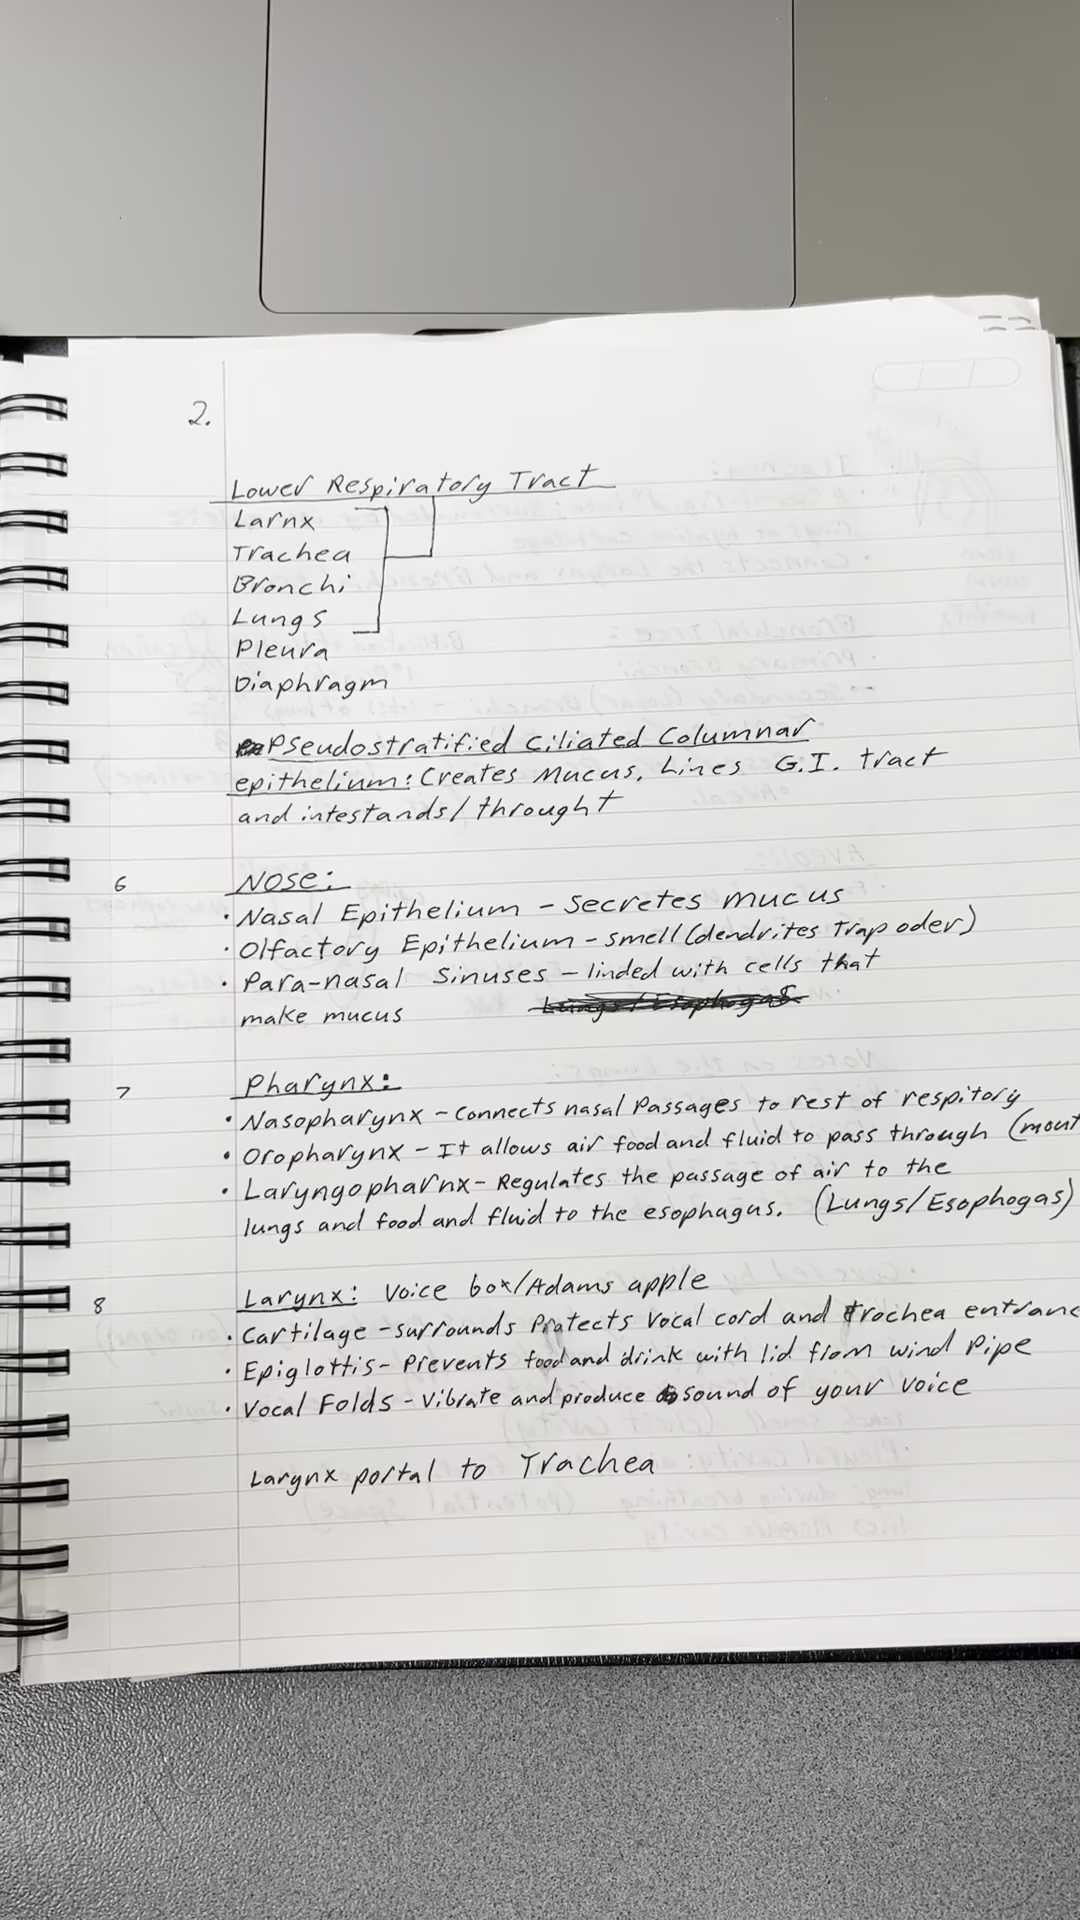 2.
Lower Respiratory Tract
Larnx
Trachea
Bronchi
Lungs
Pleura
Diaphragm
Pseudostratified Ciliated Columnar
epithelium: Creates Mucus, Lines G.I. tract
and intestands/throught
6 Nose:
• Nasal Epithelium - Secretes mucus
• Olfactory Epithelium - smell (dendrites Trap oder)
• Para-nasal Sinuses - linded with cells that
make mucus
7 Pharynx:
• Nasopharynx - Connects nasal Passages to rest of respitory
• Oropharynx - It allows air food and fluid to pass through (mout
• Laryngopharnx - Regulates the passage of air to the
lungs and food and fluid to the esophagus. (Lungs/Esophogas)
8 Larynx: Voice box/Adams apple
• Cartilage - surrounds Protects Vocal cord and trochea entranc
• Epiglottis - Prevents food and drink with lid from wind Pipe
• Vocal Folds - Vibrate and produce sound of your voice
Larynx portal to Trachea